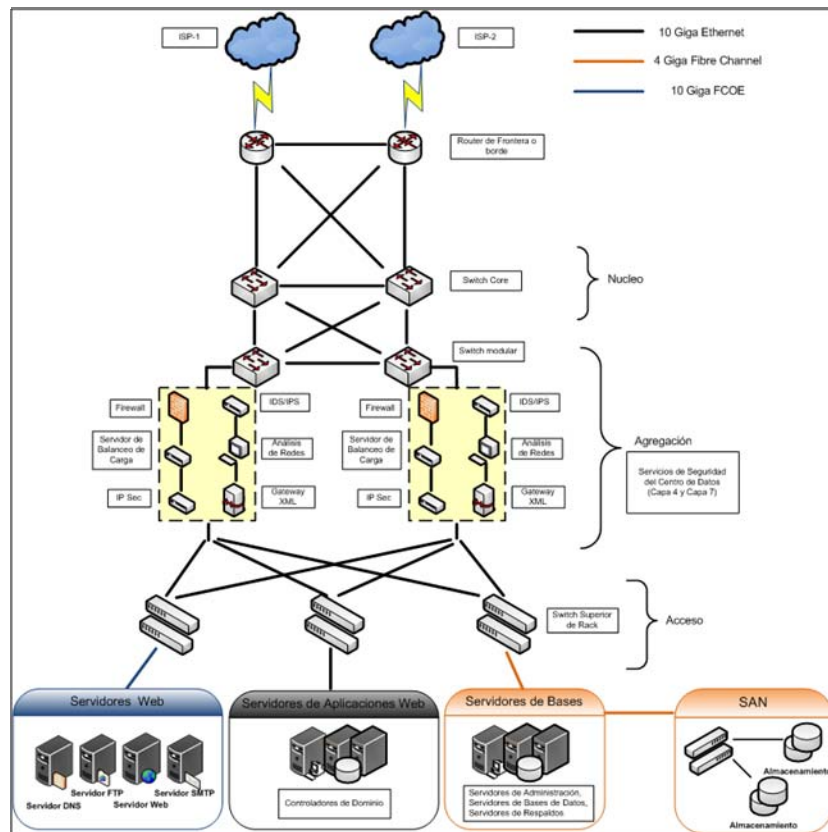 ISP-1
ISP-2
10 Giga Ethernet
4 Giga Fibre Channel
10 Giga FCOE
Router de Frontera o
borde
Switch Core
Nucleo
Switch modular
Firewall
IDS/IPS
Servidor de
Balanceo de
Carga
Análisis
de Redes
IP Sec
Gateway
XML
Firewall
IDS/IPS
Servidor de
Balanceo de
Carga
Análisis
de Redes
IP Sec
Gateway
XML
Agregación
Servicios de Seguridad
del Centro de Datos
(Capa 4 y Capa 7)
Switch Superior
de Rack
Acceso
Servidores Web
Servidor DNS
Servidor FTP
Servidor Web
Servidor SMTP
Servidores de Aplicaciones Web
Controladores de Dominio
Servidores de Bases
Servidores de Administración,
Servidores de Bases de Datos,
Servidores de Respaldos
SAN
Almacenamiento
Almacenamiento